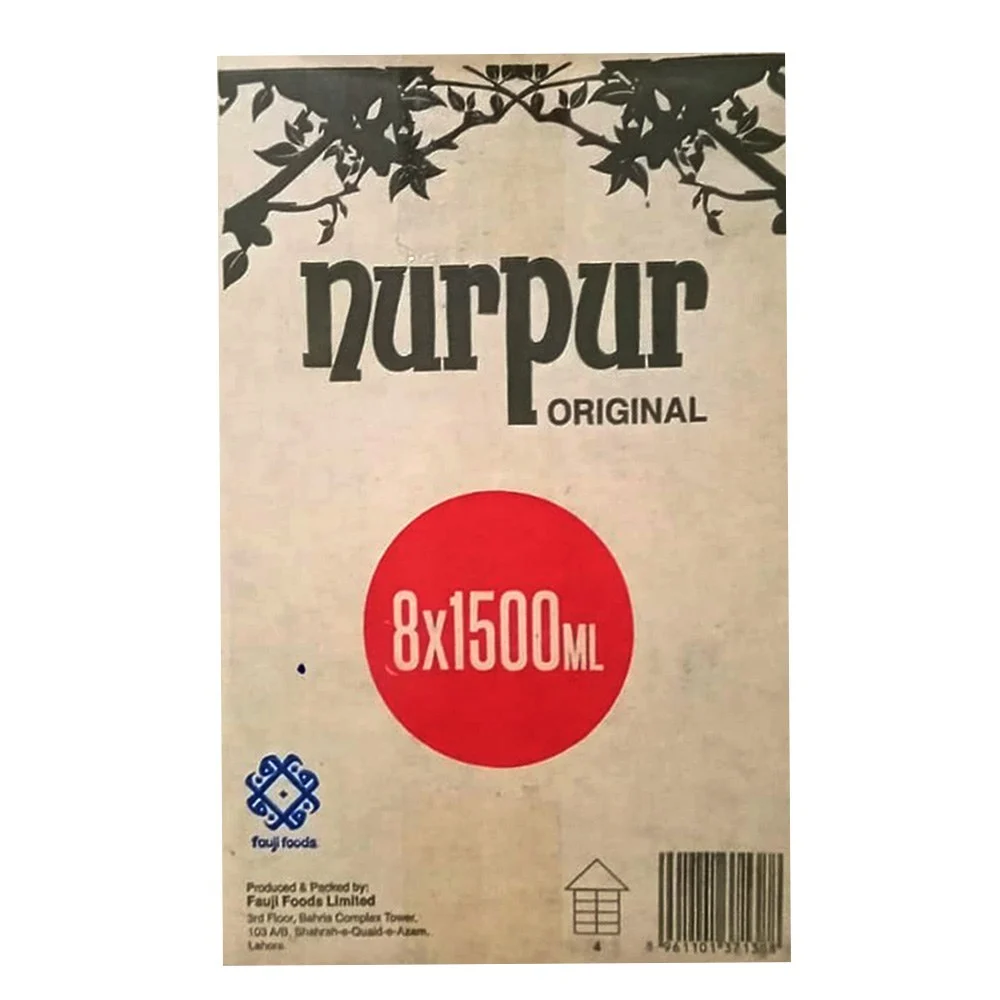 nurpur
ORIGINAL
8x1500ML
fauji foods
Produced & Packed by:
Fauji Foods Limited
3rd Floor, Bahria Complex Tower,
103 A/B, Shahrah-e-Quaid-e-Azam,
Lahore
4